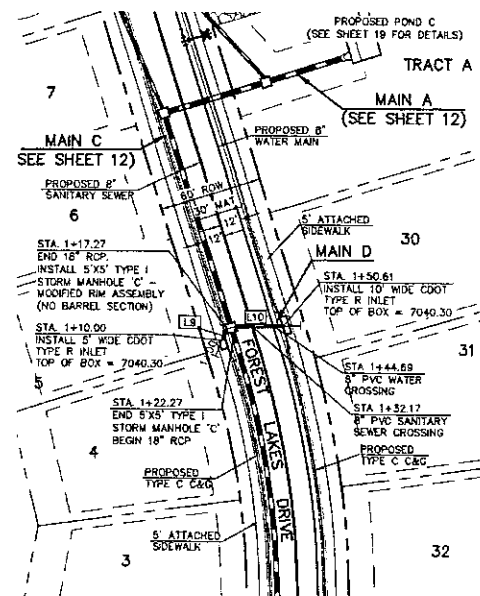 PROPOSED POND C
(SEE SHEET 19 FOR DETAILS)
TRACT A
7
MAIN A
(SEE SHEET 12)
MAIN C
SEE SHEET 12)
PROPOSED 8"
WATER MAIN
PROPOSED 8"
SANITARY SEWER
60' ROW
30' MAT
12'
12'
6
5' ATTACHED
SIDEWALK
30
MAIN D
STA. 1+17.27
END 18" RCP.
INSTALL 5'X5' TYPE I
STORM MANHOLE 'C' -
MODIFIED RIM ASSEMBLY
(NO BARREL SECTION)
STA. 1+50.61
INSTALL 10' WIDE CDOT
TYPE R INLET
TOP OF BOX = 7040.30
L9
L10
STA. 1+10.00
INSTALL 5' WIDE CDOT
TYPE R INLET
TOP OF BOX = 7040.30
31
5
STA 1+44.69
8" PVC WATER
CROSSING
STA. 1+22.27
END 5'X5' TYPE I
STORM MANHOLE 'C'
BEGIN 18" RCP
STA 1+32.17
8" PVC SANITARY
SEWER CROSSING
4
FOREST LAKES DRIVE
PROPOSED
TYPE C C&G
PROPOSED
TYPE C C&G
5' ATTACHED
SIDEWALK
3
32